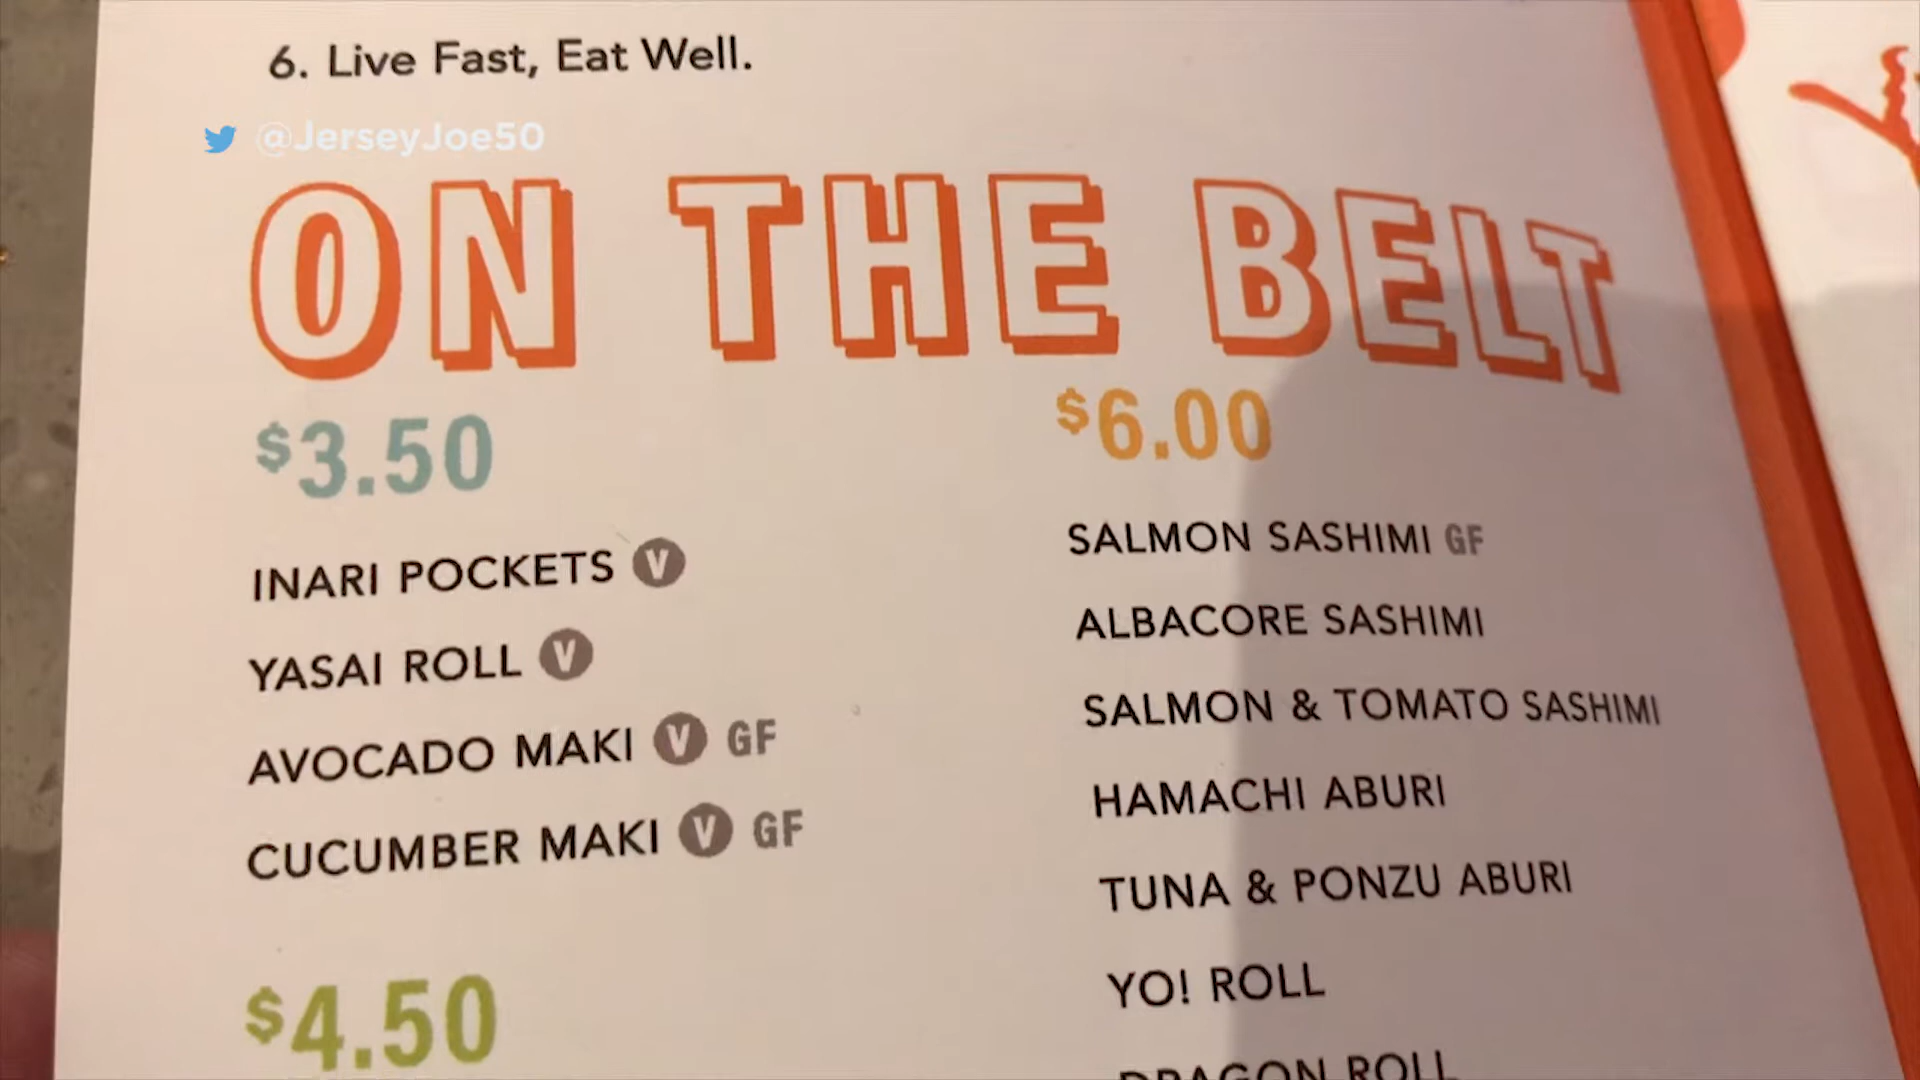 6. Live Fast, Eat Well.
@JerseyJoe50
ON THE BELT
$3.50
INARI POCKETS V
YASAI ROLL V
AVOCADO MAKI V GF
CUCUMBER MAKI V GF
$4.50
$6.00
SALMON SASHIMI GF
ALBACORE SASHIMI
SALMON & TOMATO SASHIMI
HAMACHI ABURI
TUNA & PONZU ABURI
YO! ROLL
DRAGON ROLL